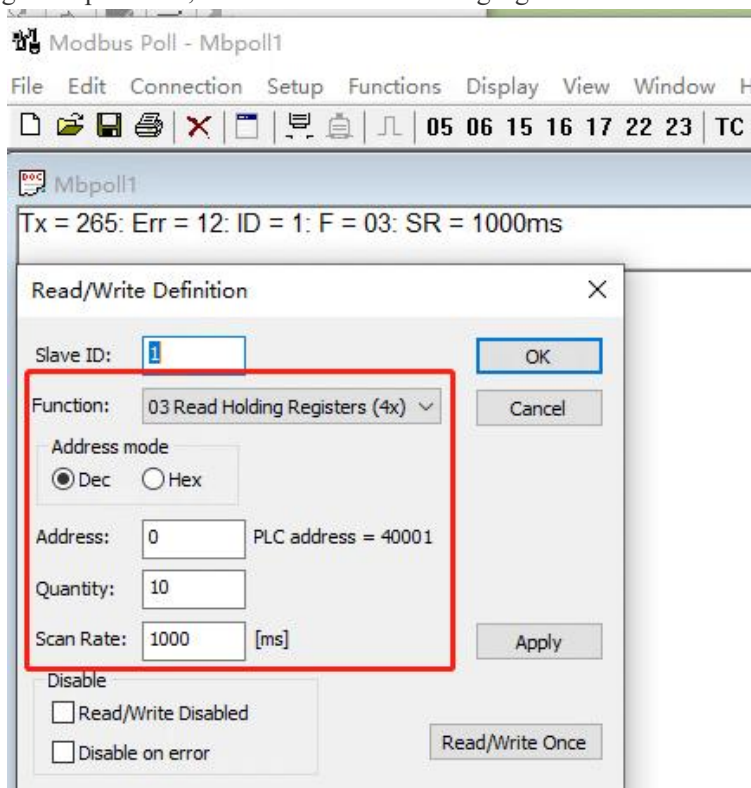 Modbus Poll - Mbpoll1
File Edit Connection Setup Functions Display View Window
05 06 15 16 17 22 23 TC
Mbpoll1
Tx = 265: Err = 12: ID = 1: F = 03: SR = 1000ms
Read/Write Definition
Slave ID: 1 OK
Function: 03 Read Holding Registers (4x) Cancel
Address mode
Dec Hex
Address: 0 PLC address = 40001
Quantity: 10
Scan Rate: 1000 [ms] Apply
Disable
Read/Write Disabled
Disable on error Read/Write Once